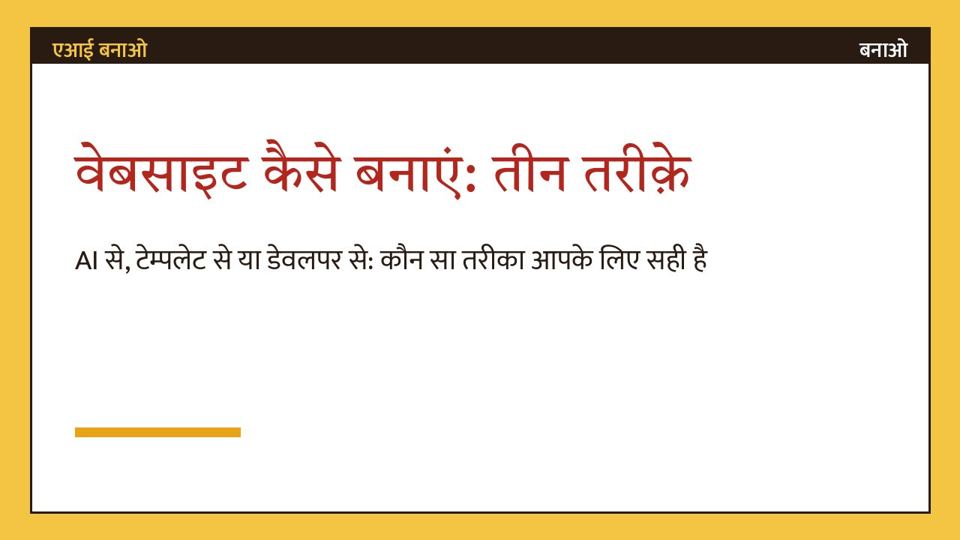 एआई बनाओ
बनाओ
वेबसाइट कैसे बनाएं: तीन तरीक़े
AI से, टेम्पलेट से या डेवलपर से: कौन सा तरीका आपके लिए सही है